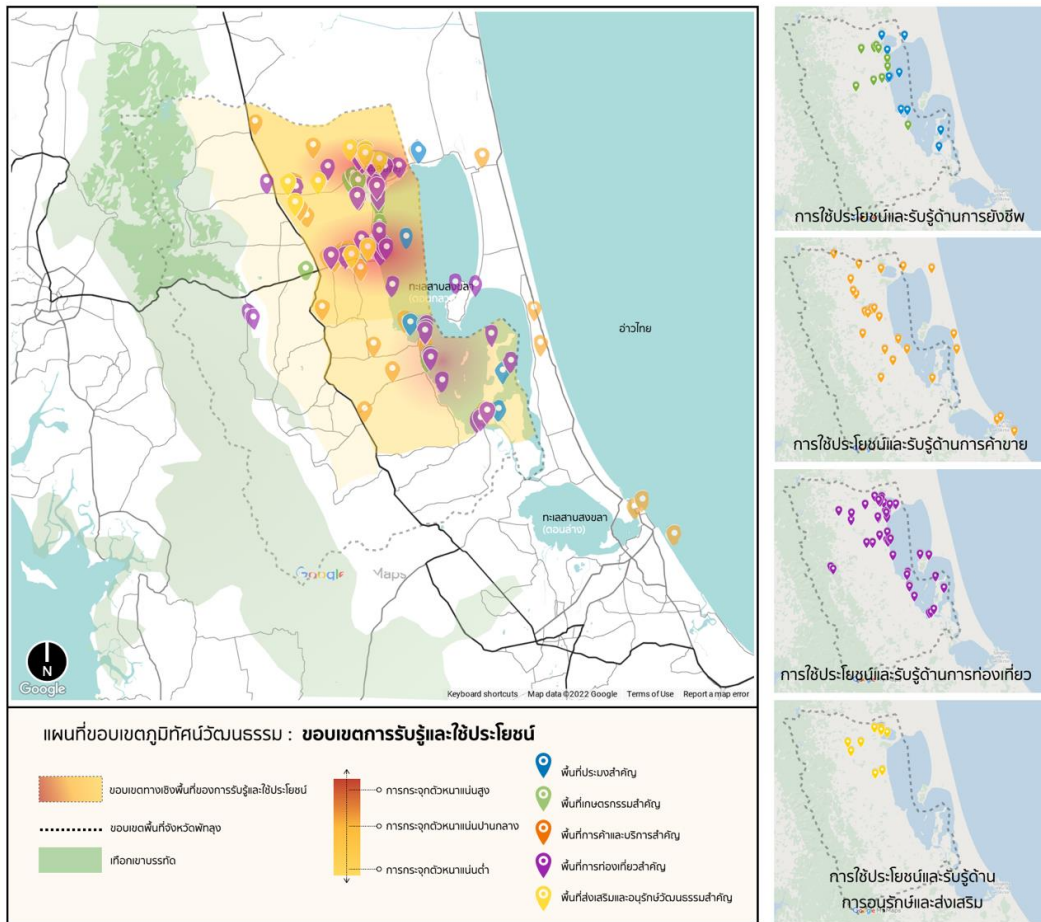 ทะเลสาบสงขลา
(ตอนกลาง)
อ่าวไทย
ทะเลสาบสงขลา
(ตอนล่าง)
Google Maps
N
Google
Keyboard shortcuts Map data ©2022 Google Terms of Use Report a map error
การใช้ประโยชน์และรับรู้ด้านการยังชีพ
การใช้ประโยชน์และรับรู้ด้านการค้าขาย
การใช้ประโยชน์และรับรู้ด้านการท่องเที่ยว
การใช้ประโยชน์และรับรู้ด้าน
การอนุรักษ์และส่งเสริม
แผนที่ขอบเขตภูมิทัศน์วัฒนธรรม : ขอบเขตการรับรู้และใช้ประโยชน์
ขอบเขตทางเชิงพื้นที่ของการรับรู้และใช้ประโยชน์
ขอบเขตพื้นที่จังหวัดพัทลุง
เทือกเขาบรรทัด
การกระจุกตัวหนาแน่นสูง
การกระจุกตัวหนาแน่นปานกลาง
การกระจุกตัวหนาแน่นต่ำ
พื้นที่ประมงสำคัญ
พื้นที่เกษตรกรรมสำคัญ
พื้นที่การค้าและบริการสำคัญ
พื้นที่การท่องเที่ยวสำคัญ
พื้นที่ส่งเสริมและอนุรักษ์วัฒนธรรมสำคัญ